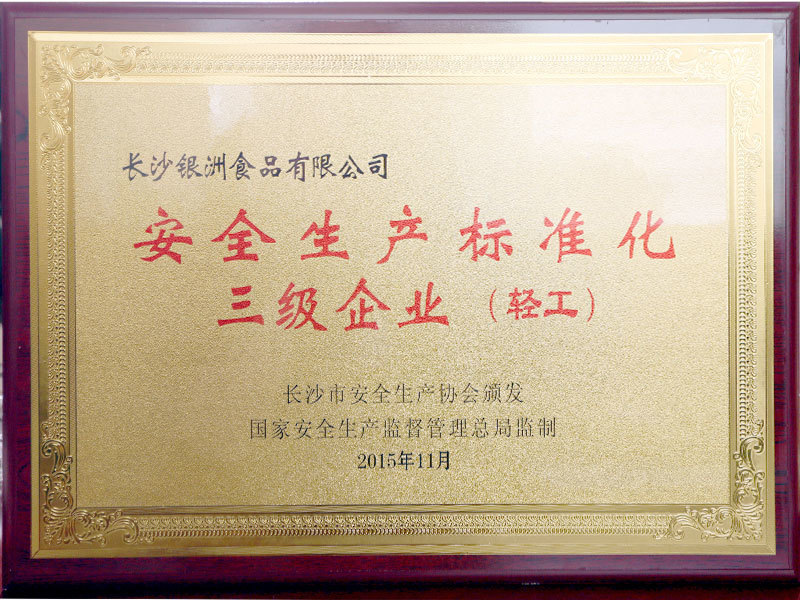 长沙银洲食品有限公司
安全生产标准化
三级企业（轻工）
长沙市安全生产协会颁发
国家安全生产监督管理总局监制
2015年11月